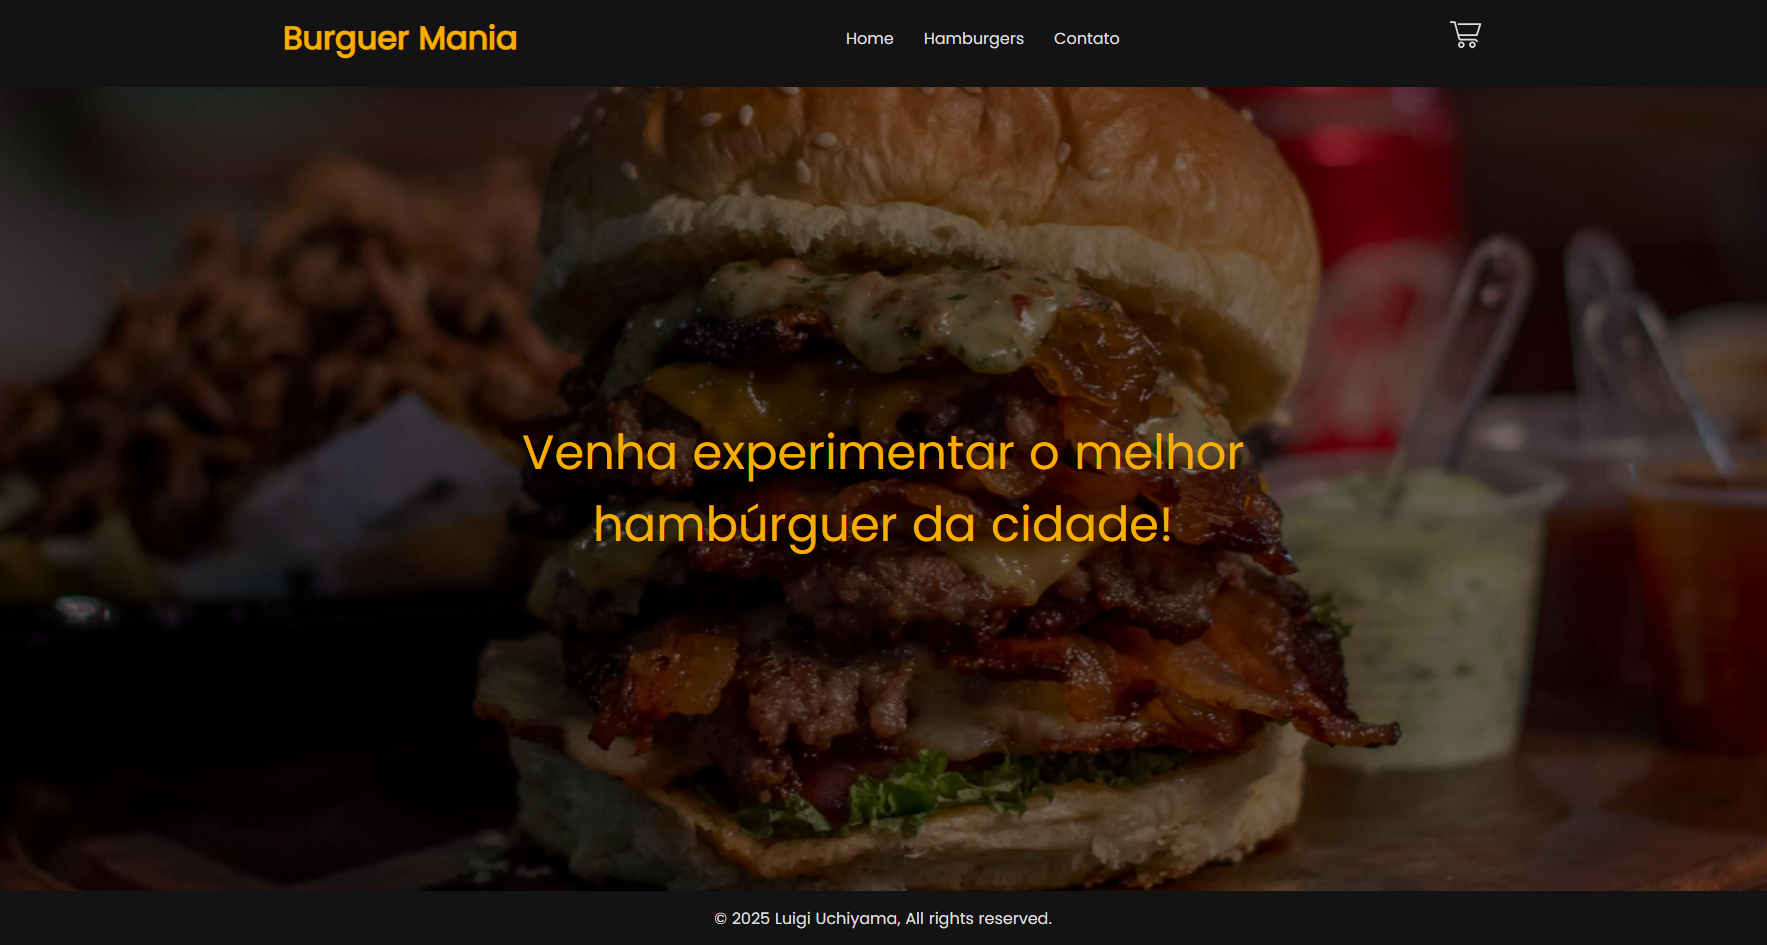 Burguer Mania
Home
Hamburgers
Contato
Venha experimentar o melhor
hambúrguer da cidade!
© 2025 Luigi Uchiyama, All rights reserved.